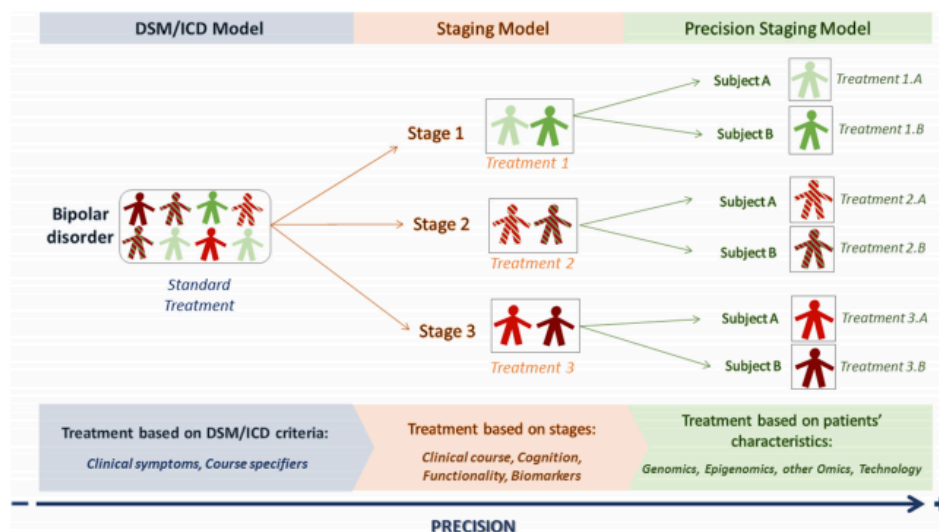 DSM/ICD Model
Staging Model
Precision Staging Model
Bipolar
disorder
Standard
Treatment
Stage 1
Treatment 1
Stage 2
Treatment 2
Stage 3
Treatment 3
Subject A
Treatment 1.A
Subject B
Treatment 1.B
Subject A
Treatment 2.A
Subject B
Treatment 2.B
Subject A
Treatment 3.A
Subject B
Treatment 3.B
Treatment based on DSM/ICD criteria:
Clinical symptoms, Course specifiers
Treatment based on stages:
Clinical course, Cognition,
Functionality, Biomarkers
Treatment based on patients'
characteristics:
Genomics, Epigenomics, other Omics, Technology
PRECISION